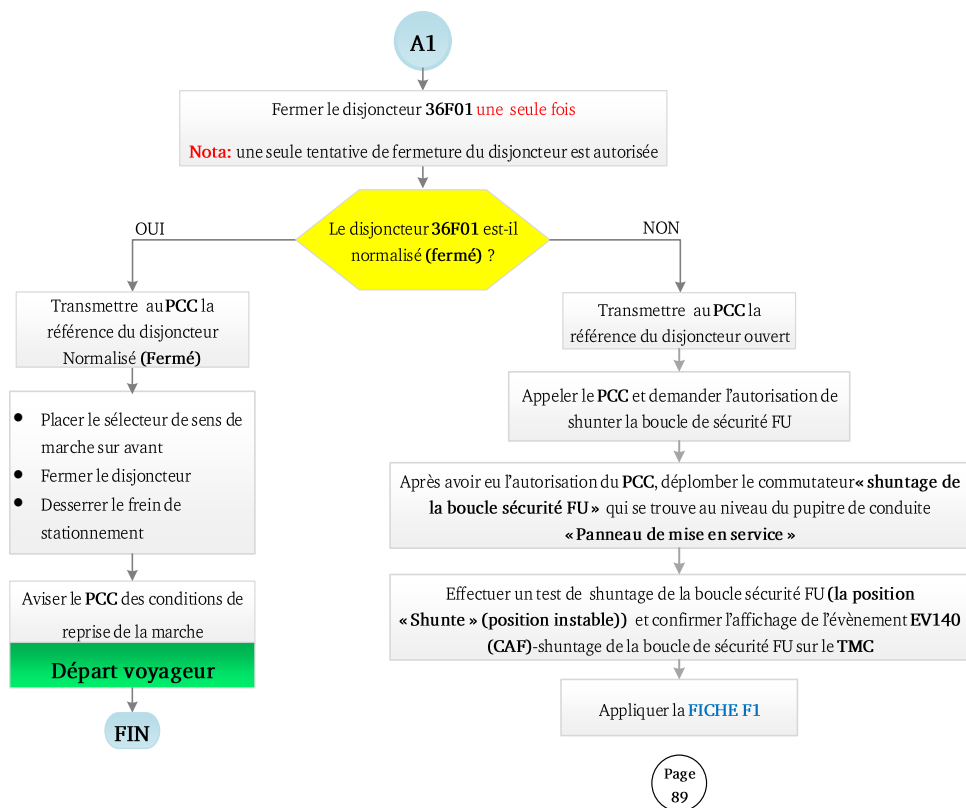 A1
Fermer le disjoncteur 36F01 une seule fois
Nota: une seule tentative de fermeture du disjoncteur est autorisée
Le disjoncteur 36F01 est-il
normalisé (fermé) ?
OUI
NON
Transmettre au PCC la
référence du disjoncteur
Normalisé (Fermé)
• Placer le sélecteur de sens de
marche sur avant
• Fermer le disjoncteur
• Desserrer le frein de
stationnement
Aviser le PCC des conditions de
reprise de la marche
Départ voyageur
FIN
Transmettre au PCC la
référence du disjoncteur ouvert
Appeler le PCC et demander l'autorisation de
shunter la boucle de sécurité FU
Après avoir eu l'autorisation du PCC, déplomber le commutateur « shuntage de
la boucle sécurité FU » qui se trouve au niveau du pupitre de conduite
« Panneau de mise en service »
Effectuer un test de shuntage de la boucle sécurité FU (la position
« Shunte » (position instable)) et confirmer l'affichage de l'évènement EV140
(CAF)-shuntage de la boucle de sécurité FU sur le TMC
Appliquer la FICHE F1
Page
89